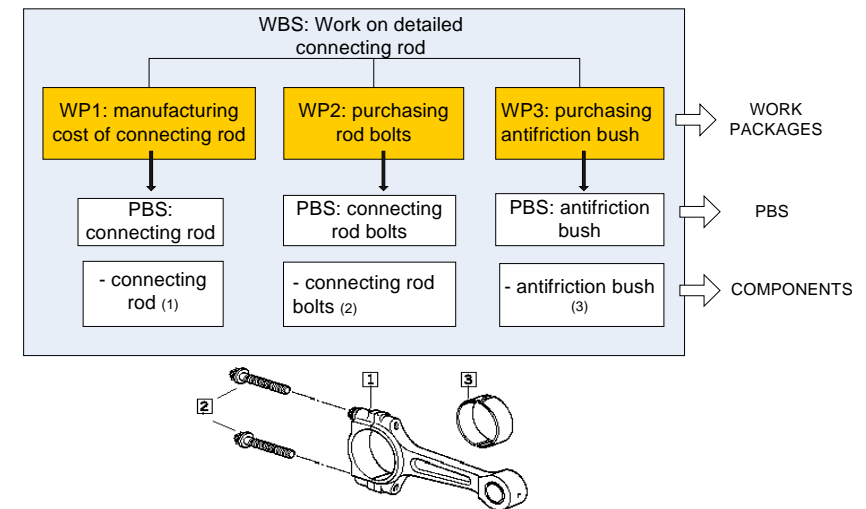 WBS: Work on detailed
connecting rod
WP1: manufacturing
cost of connecting rod
WP2: purchasing
rod bolts
WP3: purchasing
antifriction bush
WORK
PACKAGES
PBS:
connecting rod
PBS: connecting
rod bolts
PBS: antifriction
bush
PBS
- connecting
rod (1)
- connecting rod
bolts (2)
- antifriction bush
(3)
COMPONENTS
1
3
2